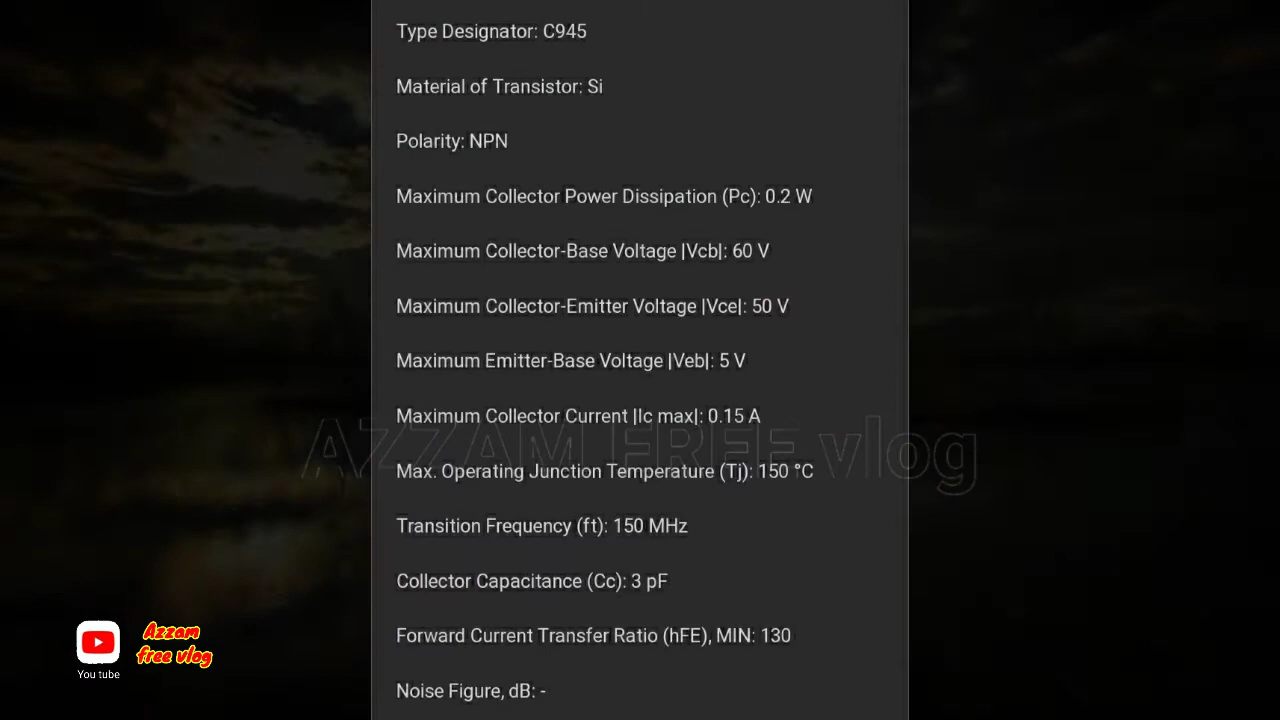 Type Designator: C945
Material of Transistor: Si
Polarity: NPN
Maximum Collector Power Dissipation (Pc): 0.2 W
Maximum Collector-Base Voltage |Vcb|: 60 V
Maximum Collector-Emitter Voltage |Vce|: 50 V
Maximum Emitter-Base Voltage |Veb|: 5 V
Maximum Collector Current |Ic max|: 0.15 A
AZZAM FREE vlog
Max. Operating Junction Temperature (Tj): 150 °C
Transition Frequency (ft): 150 MHz
Collector Capacitance (Cc): 3 pF
Forward Current Transfer Ratio (hFE), MIN: 130
Noise Figure, dB: -
Azzam
free vlog
You tube